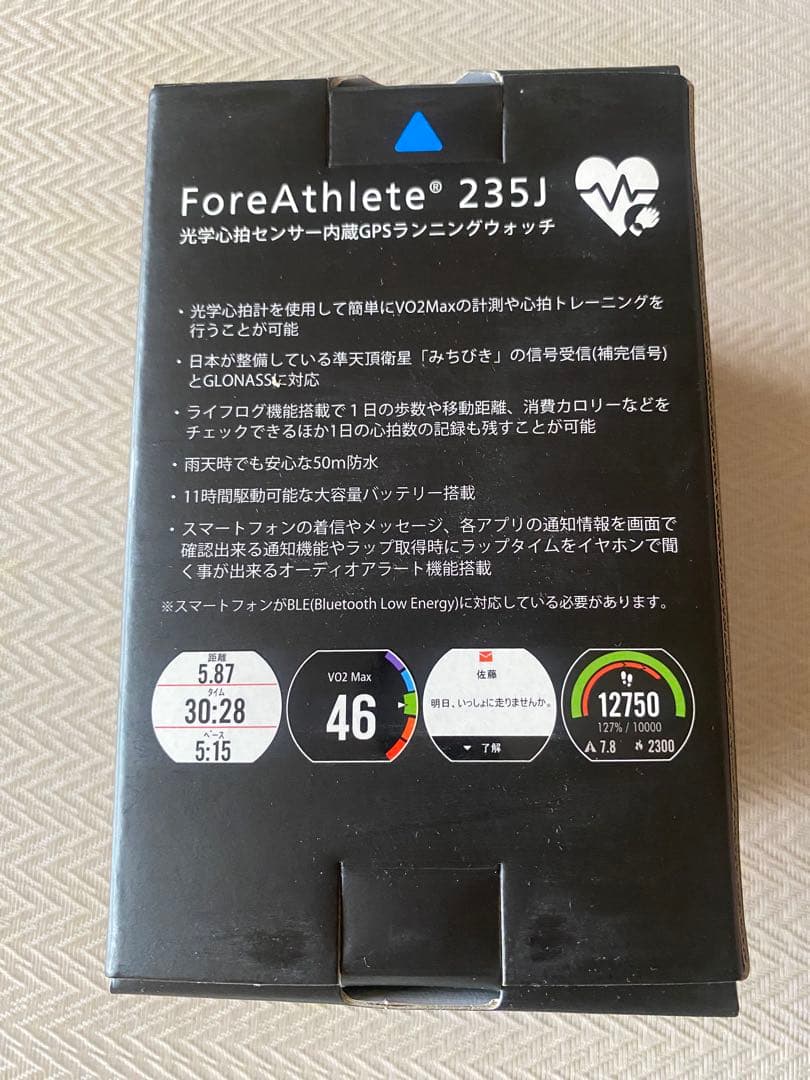 ForeAthlete® 235J
光学心拍センサー内蔵GPSランニングウォッチ
・光学心拍計を使用して簡単にVO2Maxの計測や心拍トレーニングを
行うことが可能
・日本が整備している準天頂衛星「みちびき」の信号受信(補完信号)
とGLONASSに対応
・ライフログ機能搭載で1日の歩数や移動距離、消費カロリーなどを
チェックできるほか1日の心拍数の記録も残すことが可能
・雨天時でも安心な50m防水
・11時間駆動可能な大容量バッテリー搭載
・スマートフォンの着信やメッセージ、各アプリの通知情報を画面で
確認出来る通知機能やラップ取得時にラップタイムをイヤホンで聞
く事が出来るオーディオアラート機能搭載
※スマートフォンがBLE(Bluetooth Low Energy)に対応している必要があります。
距離
5.87
タイム
30:28
ペース
5:15
VO2 Max
46
佐藤
明日、いっしょに走りませんか。
了解
12750
127% / 10000
7.8 2300